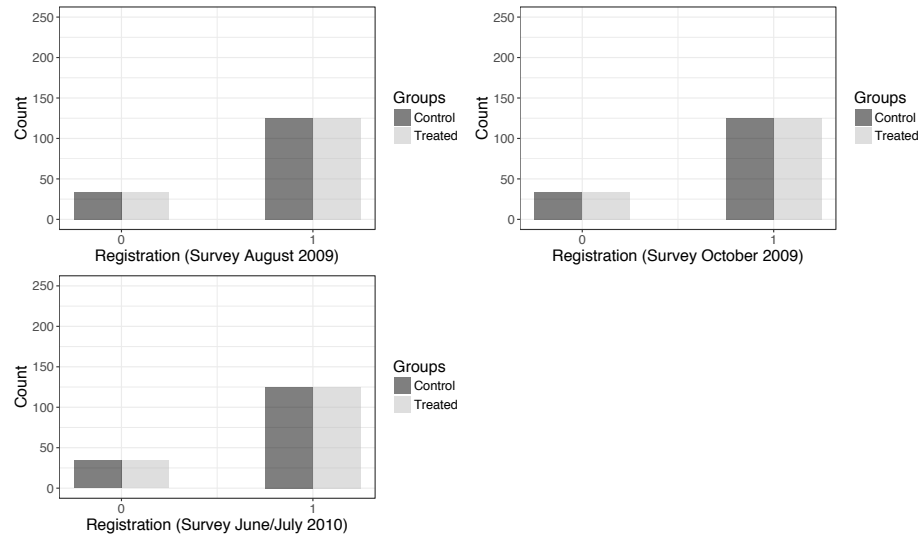 250
200
150
100
50
0
Count
0 1
Registration (Survey August 2009)
Groups
Control
Treated
250
200
150
100
50
0
Count
0 1
Registration (Survey October 2009)
Groups
Control
Treated
250
200
150
100
50
0
Count
0 1
Registration (Survey June/July 2010)
Groups
Control
Treated